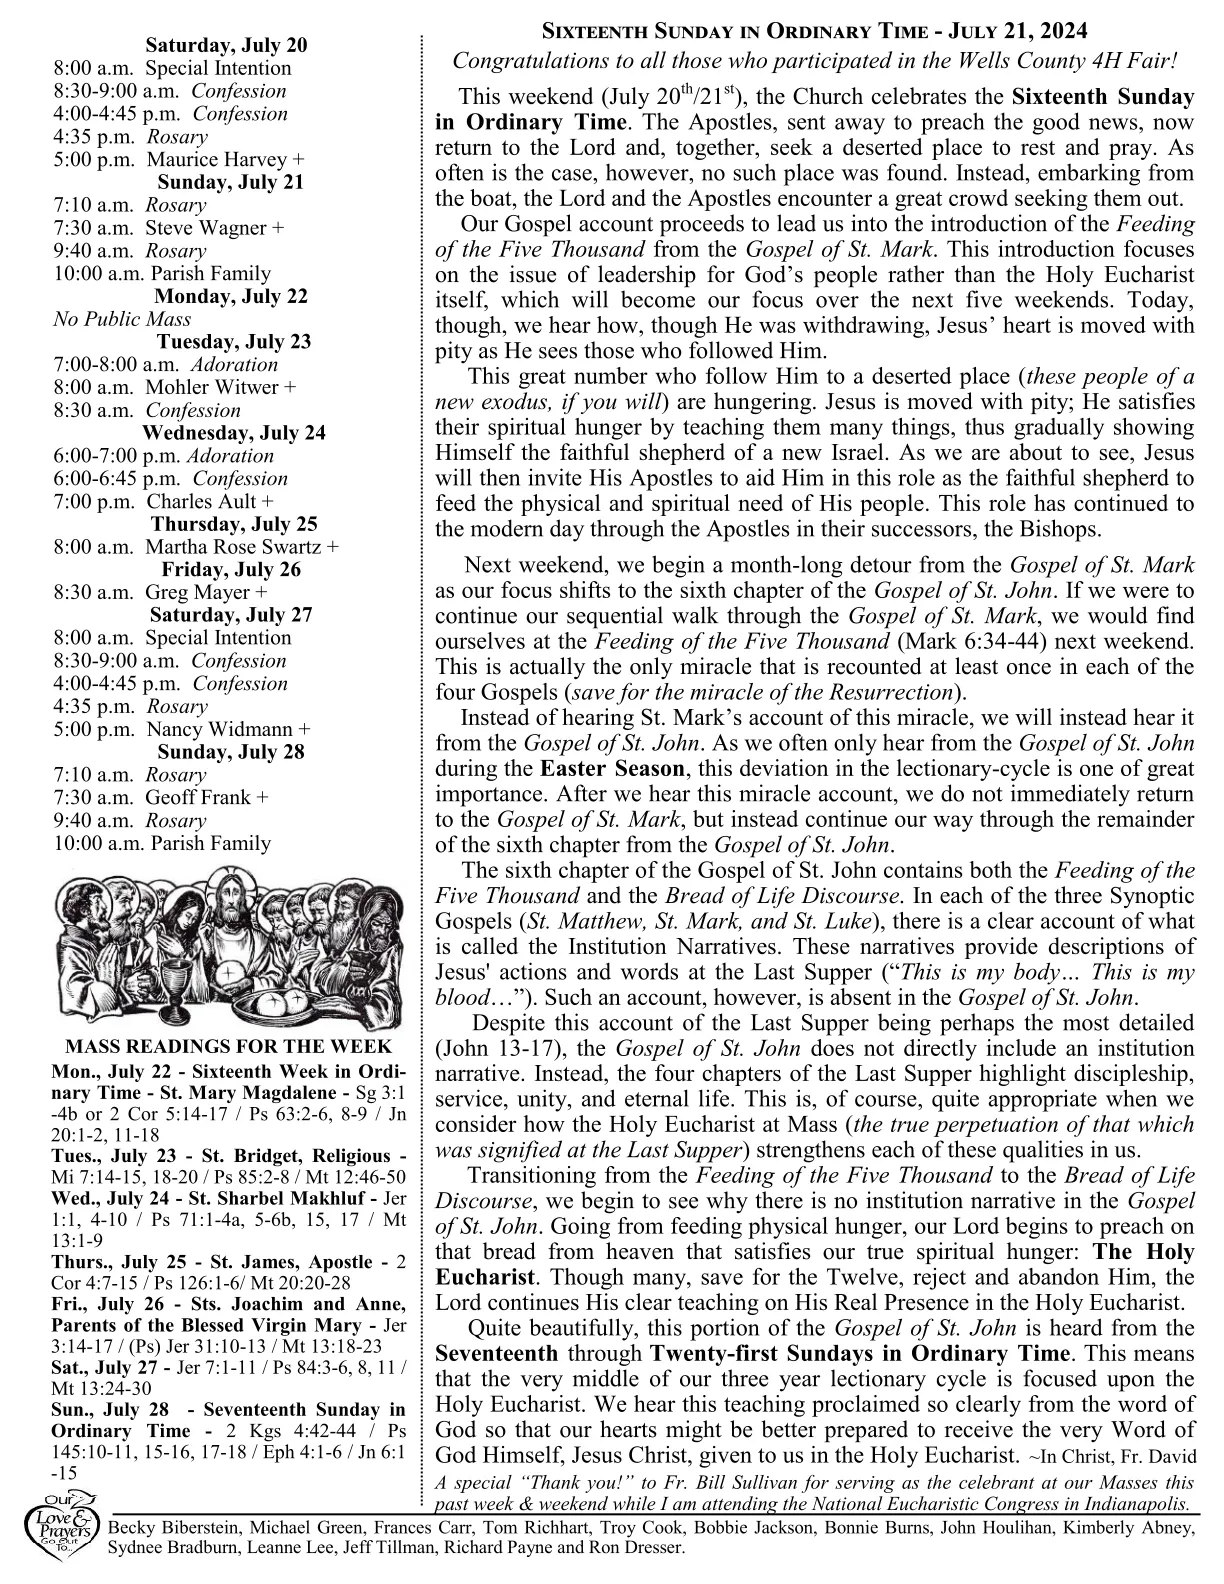 Saturday, July 20
8:00 a.m. Special Intention
8:30-9:00 a.m. Confession
4:00-4:45 p.m. Confession
4:35 p.m. Rosary
5:00 p.m. Maurice Harvey +
Sunday, July 21
7:10 a.m. Rosary
7:30 a.m. Steve Wagner +
9:40 a.m. Rosary
10:00 a.m. Parish Family
Monday, July 22
No Public Mass
Tuesday, July 23
7:00-8:00 a.m. Adoration
8:00 a.m. Mohler Witwer +
8:30 a.m. Confession
Wednesday, July 24
6:00-7:00 p.m. Adoration
6:00-6:45 p.m. Confession
7:00 p.m. Charles Ault +
Thursday, July 25
8:00 a.m. Martha Rose Swartz +
Friday, July 26
8:30 a.m. Greg Mayer +
Saturday, July 27
8:00 a.m. Special Intention
8:30-9:00 a.m. Confession
4:00-4:45 p.m. Confession
4:35 p.m. Rosary
5:00 p.m. Nancy Widmann +
Sunday, July 28
7:10 a.m. Rosary
7:30 a.m. Geoff Frank +
9:40 a.m. Rosary
10:00 a.m. Parish Family
MASS READINGS FOR THE WEEK
Mon., July 22 - Sixteenth Week in Ordi-
nary Time - St. Mary Magdalene - Sg 3:1
-4b or 2 Cor 5:14-17 / Ps 63:2-6, 8-9 / Jn
20:1-2, 11-18
Tues., July 23 - St. Bridget, Religious -
Mi 7:14-15, 18-20 / Ps 85:2-8 / Mt 12:46-50
Wed., July 24 - St. Sharbel Makhluf - Jer
1:1, 4-10 / Ps 71:1-4a, 5-6b, 15, 17 / Mt
13:1-9
Thurs., July 25 - St. James, Apostle - 2
Cor 4:7-15 / Ps 126:1-6/ Mt 20:20-28
Fri., July 26 - Sts. Joachim and Anne,
Parents of the Blessed Virgin Mary - Jer
3:14-17 / (Ps) Jer 31:10-13 / Mt 13:18-23
Sat., July 27 - Jer 7:1-11 / Ps 84:3-6, 8, 11 /
Mt 13:24-30
Sun., July 28 - Seventeenth Sunday in
Ordinary Time - 2 Kgs 4:42-44 / Ps
145:10-11, 15-16, 17-18 / Eph 4:1-6 / Jn 6:1
-15
Sixteenth Sunday in Ordinary Time - July 21, 2024
Congratulations to all those who participated in the Wells County 4H Fair!
This weekend (July 20th/21st), the Church celebrates the Sixteenth Sunday
in Ordinary Time. The Apostles, sent away to preach the good news, now
return to the Lord and, together, seek a deserted place to rest and pray. As
often is the case, however, no such place was found. Instead, embarking from
the boat, the Lord and the Apostles encounter a great crowd seeking them out.
Our Gospel account proceeds to lead us into the introduction of the Feeding
of the Five Thousand from the Gospel of St. Mark. This introduction focuses
on the issue of leadership for God's people rather than the Holy Eucharist
itself, which will become our focus over the next five weekends. Today,
though, we hear how, though He was withdrawing, Jesus' heart is moved with
pity as He sees those who followed Him.
This great number who follow Him to a deserted place (these people of a
new exodus, if you will) are hungering. Jesus is moved with pity; He satisfies
their spiritual hunger by teaching them many things, thus gradually showing
Himself the faithful shepherd of a new Israel. As we are about to see, Jesus
will then invite His Apostles to aid Him in this role as the faithful shepherd to
feed the physical and spiritual need of His people. This role has continued to
the modern day through the Apostles in their successors, the Bishops.
Next weekend, we begin a month-long detour from the Gospel of St. Mark
as our focus shifts to the sixth chapter of the Gospel of St. John. If we were to
continue our sequential walk through the Gospel of St. Mark, we would find
ourselves at the Feeding of the Five Thousand (Mark 6:34-44) next weekend.
This is actually the only miracle that is recounted at least once in each of the
four Gospels (save for the miracle of the Resurrection).
Instead of hearing St. Mark's account of this miracle, we will instead hear it
from the Gospel of St. John. As we often only hear from the Gospel of St. John
during the Easter Season, this deviation in the lectionary-cycle is one of great
importance. After we hear this miracle account, we do not immediately return
to the Gospel of St. Mark, but instead continue our way through the remainder
of the sixth chapter from the Gospel of St. John.
The sixth chapter of the Gospel of St. John contains both the Feeding of the
Five Thousand and the Bread of Life Discourse. In each of the three Synoptic
Gospels (St. Matthew, St. Mark, and St. Luke), there is a clear account of what
is called the Institution Narratives. These narratives provide descriptions of
Jesus' actions and words at the Last Supper (“This is my body… This is my
blood…”). Such an account, however, is absent in the Gospel of St. John.
Despite this account of the Last Supper being perhaps the most detailed
(John 13-17), the Gospel of St. John does not directly include an institution
narrative. Instead, the four chapters of the Last Supper highlight discipleship,
service, unity, and eternal life. This is, of course, quite appropriate when we
consider how the Holy Eucharist at Mass (the true perpetuation of that which
was signified at the Last Supper) strengthens each of these qualities in us.
Transitioning from the Feeding of the Five Thousand to the Bread of Life
Discourse, we begin to see why there is no institution narrative in the Gospel
of St. John. Going from feeding physical hunger, our Lord begins to preach on
that bread from heaven that satisfies our true spiritual hunger: The Holy
Eucharist. Though many, save for the Twelve, reject and abandon Him, the
Lord continues His clear teaching on His Real Presence in the Holy Eucharist.
Quite beautifully, this portion of the Gospel of St. John is heard from the
Seventeenth through Twenty-first Sundays in Ordinary Time. This means
that the very middle of our three year lectionary cycle is focused upon the
Holy Eucharist. We hear this teaching proclaimed so clearly from the word of
God so that our hearts might be better prepared to receive the very Word of
God Himself, Jesus Christ, given to us in the Holy Eucharist. ~In Christ, Fr. David
A special “Thank you!” to Fr. Bill Sullivan for serving as the celebrant at our Masses this
past week & weekend while I am attending the National Eucharistic Congress in Indianapolis.
Our
Love &
Prayers
Go Out
To...
Becky Biberstein, Michael Green, Frances Carr, Tom Richhart, Troy Cook, Bobbie Jackson, Bonnie Burns, John Houlihan, Kimberly Abney,
Sydnee Bradburn, Leanne Lee, Jeff Tillman, Richard Payne and Ron Dresser.